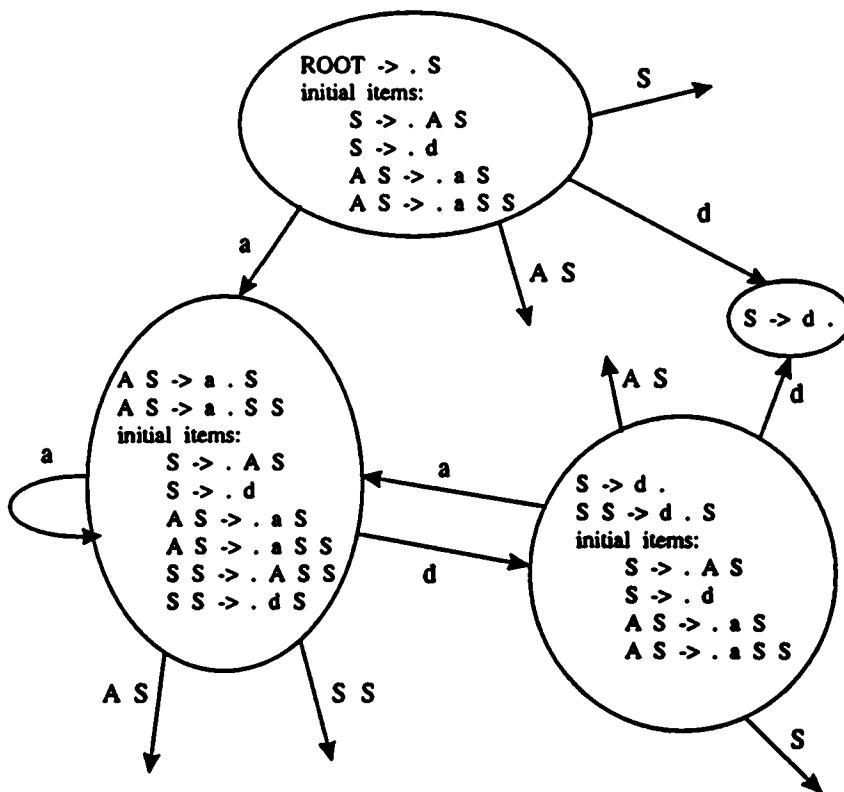 ROOT -> . S
initial items:
S -> . A S
S -> . d
A S -> . a S
A S -> . a S S
S
d
a
A S
S -> d .
A S -> a . S
A S -> a . S S
initial items:
S -> . A S
S -> . d
A S -> . a S
A S -> . a S S
S S -> . A S S
S S -> . d S
a
a
d
A S
S S
A S
d
S -> d .
S S -> d . S
initial items:
S -> . A S
S -> . d
A S -> . a S
A S -> . a S S
S